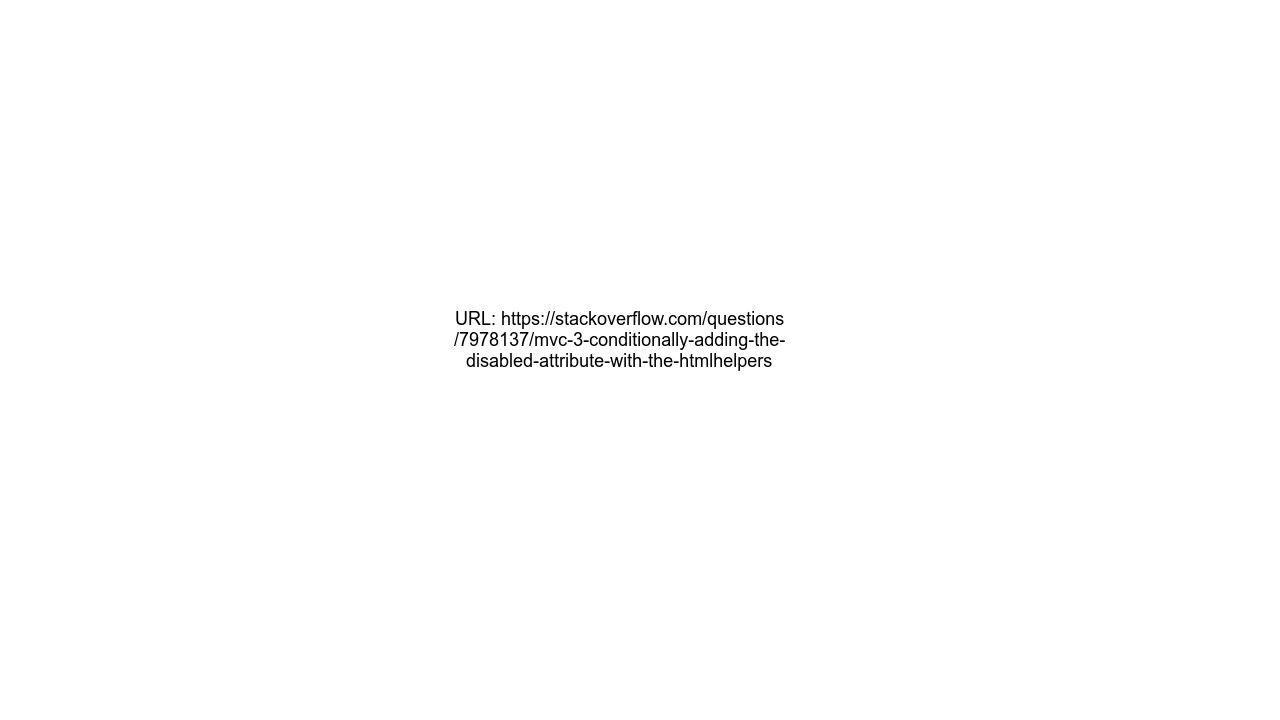 URL: https://stackoverflow.com/questions
/7978137/mvc-3-conditionally-adding-the-
disabled-attribute-with-the-htmlhelpers